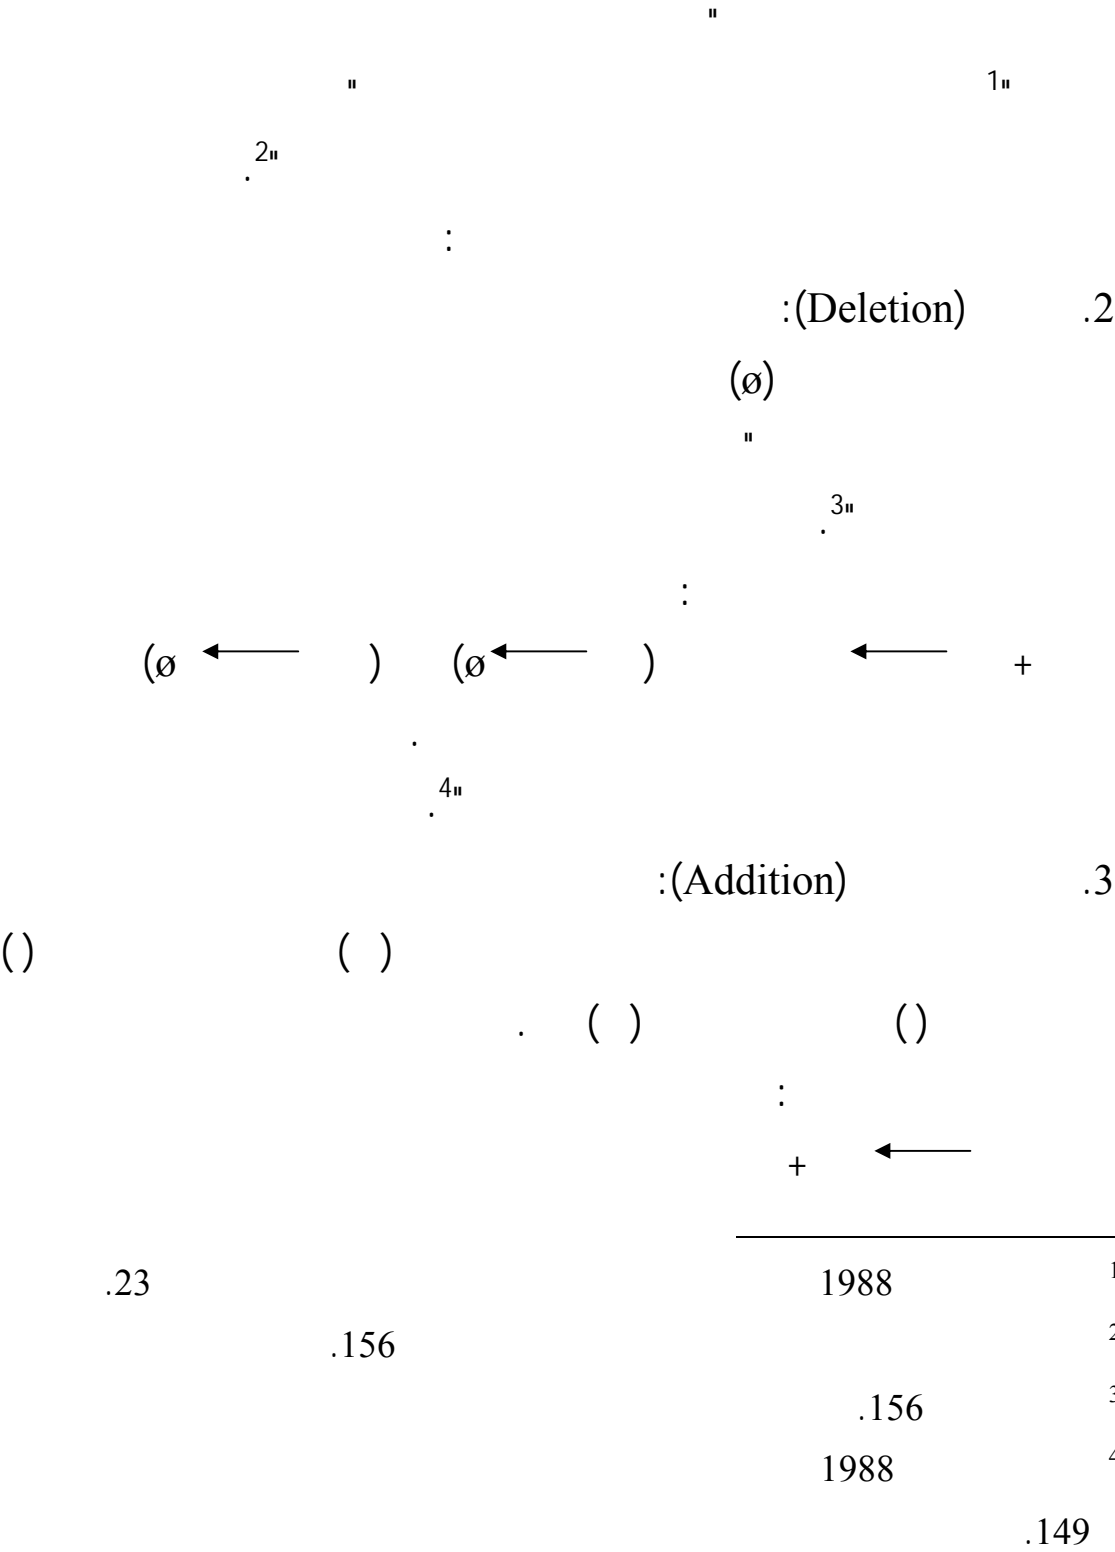 "
1" "
2".
:
2. (Deletion):
(ø)
"
3".
:
+ ← ( ← ø) ( ← ø)
.
4".
3. (Addition):
( ) ( )
( ) ( ) .
:
← +
1 1988 23.
2 156.
3 156.
4 1988
149.